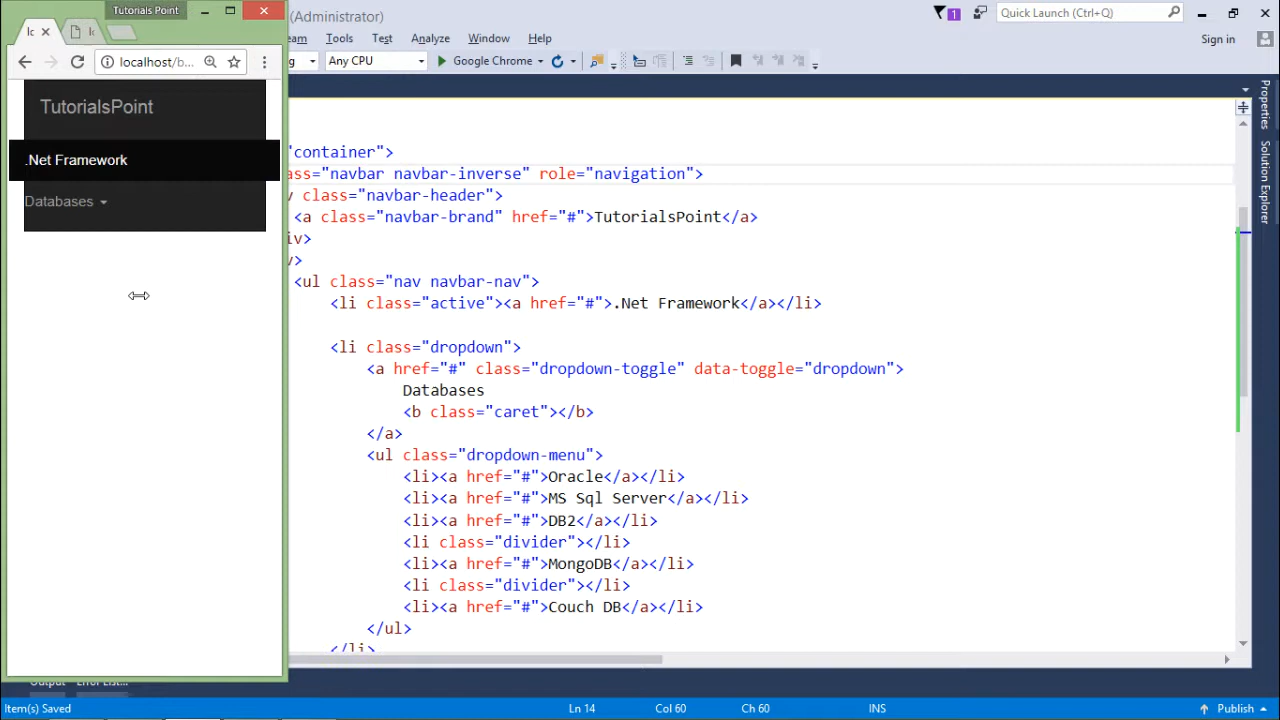 Tutorials Point
(Administrator)
Quick Launch (Ctrl+Q)
Tools Test Analyze Window Help
Sign in
localhost/b...
Any CPU Google Chrome
TutorialsPoint
.Net Framework
Databases
"container">
ass="navbar navbar-inverse" role="navigation">
class="navbar-header">
<a class="navbar-brand" href="#">TutorialsPoint</a>
iv>
v>
<ul class="nav navbar-nav">
<li class="active"><a href="#">.Net Framework</a></li>
<li class="dropdown">
<a href="#" class="dropdown-toggle" data-toggle="dropdown">
Databases
<b class="caret"></b>
</a>
<ul class="dropdown-menu">
<li><a href="#">Oracle</a></li>
<li><a href="#">MS Sql Server</a></li>
<li><a href="#">DB2</a></li>
<li class="divider"></li>
<li><a href="#">MongoDB</a></li>
<li class="divider"></li>
<li><a href="#">Couch DB</a></li>
</ul>
</li>
Properties
Solution Explorer
Output Error List...
Item(s) Saved Ln 14 Col 60 Ch 60 INS Publish